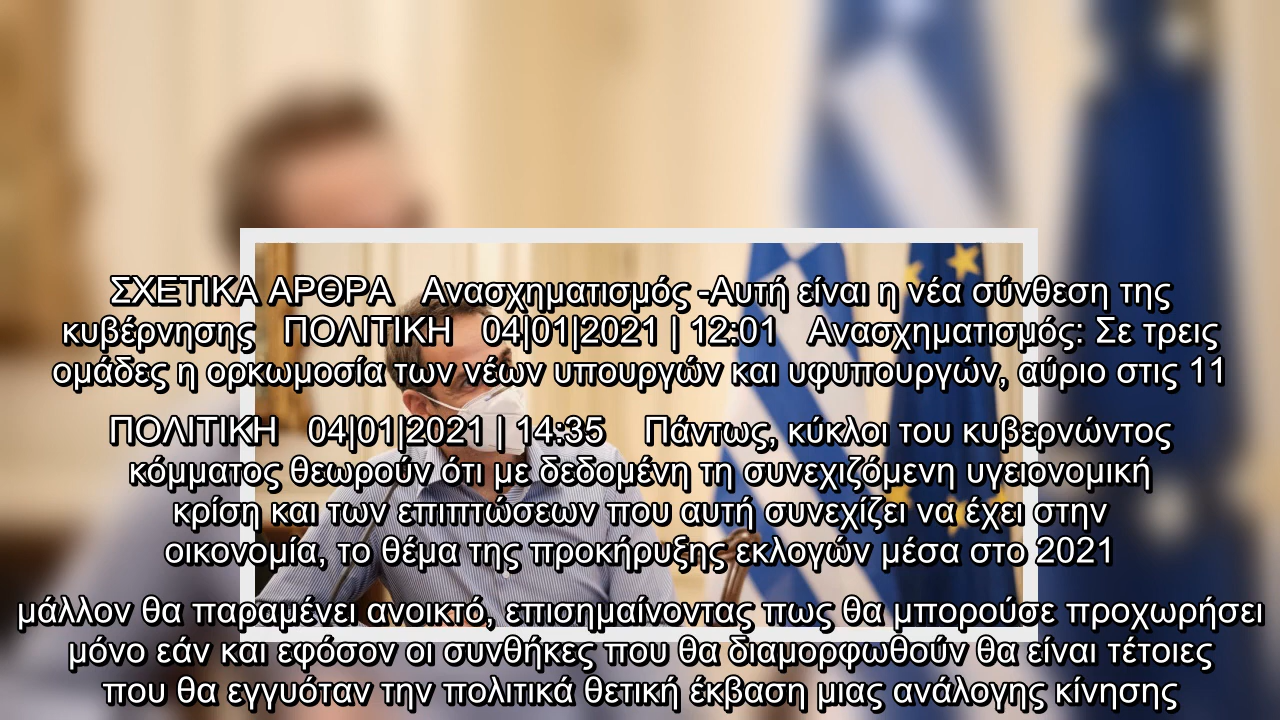 ΣΧΕΤΙΚΑ ΑΡΘΡΑ Ανασχηματισμός -Αυτή είναι η νέα σύνθεση της
κυβέρνησης ΠΟΛΙΤΙΚΗ 04|01|2021 | 12:01 Ανασχηματισμός: Σε τρεις
ομάδες η ορκωμοσία των νέων υπουργών και υφυπουργών, αύριο στις 11
ΠΟΛΙΤΙΚΗ 04|01|2021 | 14:35 Πάντως, κύκλοι του κυβερνώντος
κόμματος θεωρούν ότι με δεδομένη τη συνεχιζόμενη υγειονομική
κρίση και των επιπτώσεων που αυτή συνεχίζει να έχει στην
οικονομία, το θέμα της προκήρυξης εκλογών μέσα στο 2021
μάλλον θα παραμένει ανοικτό, επισημαίνοντας πως θα μπορούσε προχωρήσει
μόνο εάν και εφόσον οι συνθήκες που θα διαμορφωθούν θα είναι τέτοιες
που θα εγγυόταν την πολιτικά θετική έκβαση μιας ανάλογης κίνησης